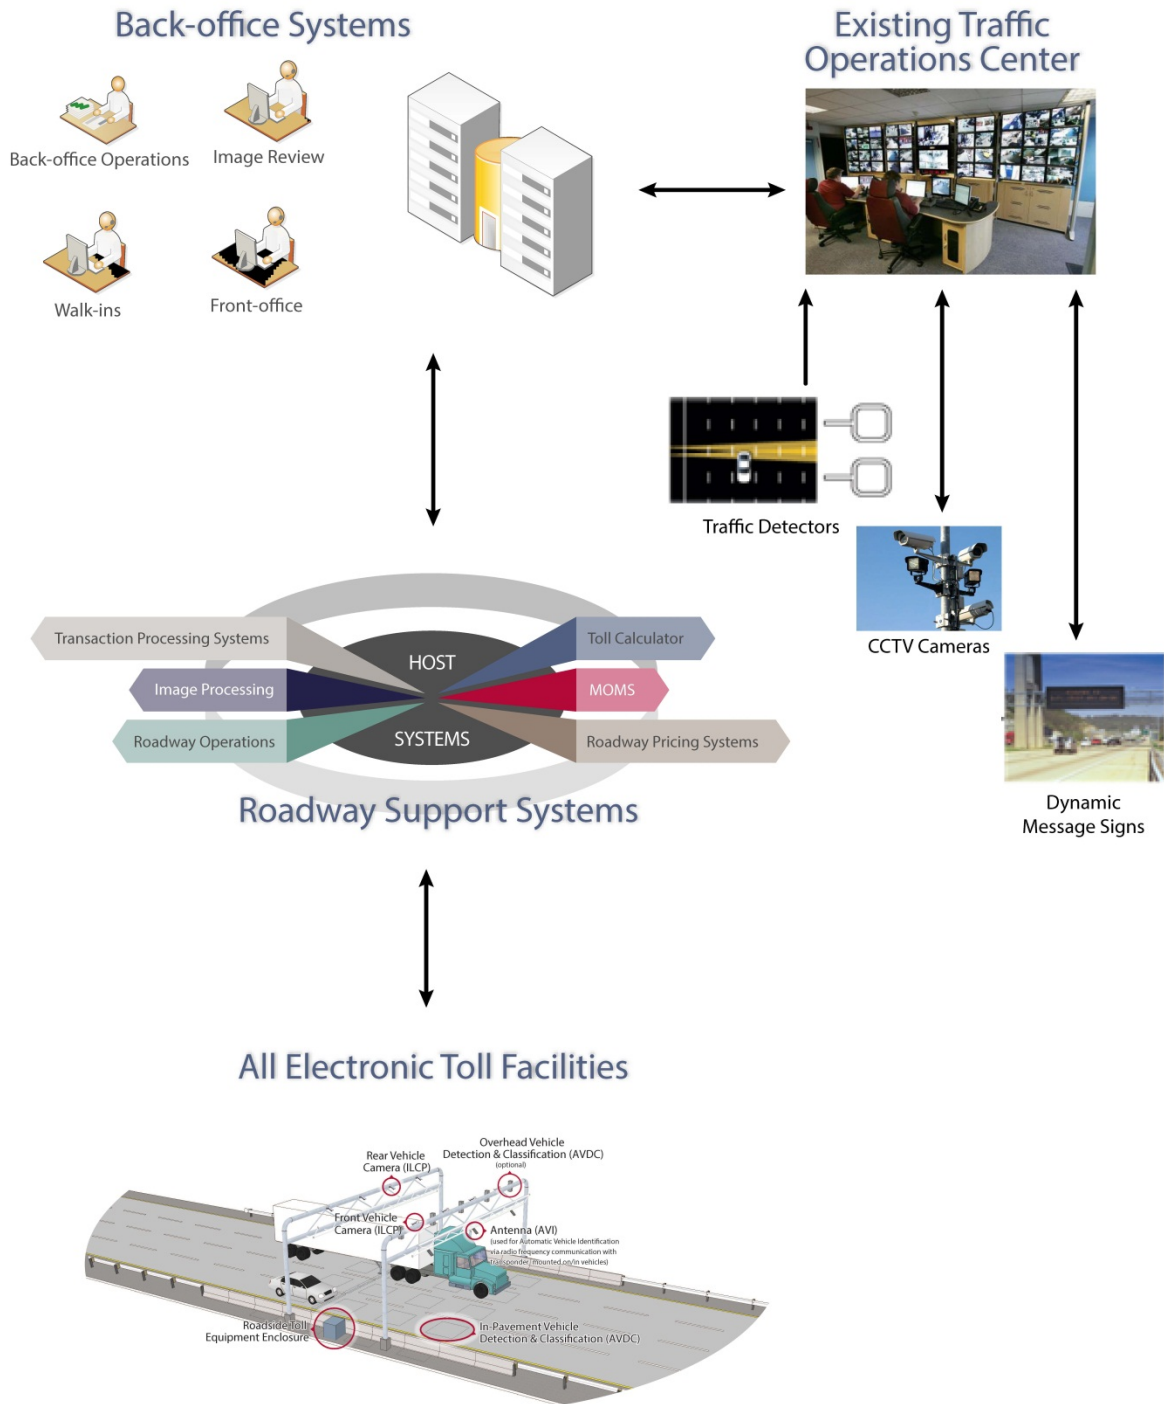 Back-office Systems
Existing Traffic
Operations Center
Back-office Operations
Image Review
Walk-ins
Front-office
Traffic Detectors
CCTV Cameras
Dynamic
Message Signs
Transaction Processing Systems
Image Processing
Roadway Operations
HOST
SYSTEMS
Toll Calculator
MOMS
Roadway Pricing Systems
Roadway Support Systems
All Electronic Toll Facilities
Rear Vehicle
Camera (ILCP)
Overhead Vehicle
Detection & Classification (AVDC)
(optional)
Front Vehicle
Camera (ILCP)
Antenna (AVI)
(used for Automatic Vehicle Identification
via radio frequency communication with
transponder, mounted on/in vehicles)
Roadside Toll
Equipment Enclosure
In-Pavement Vehicle
Detection & Classification (AVDC)